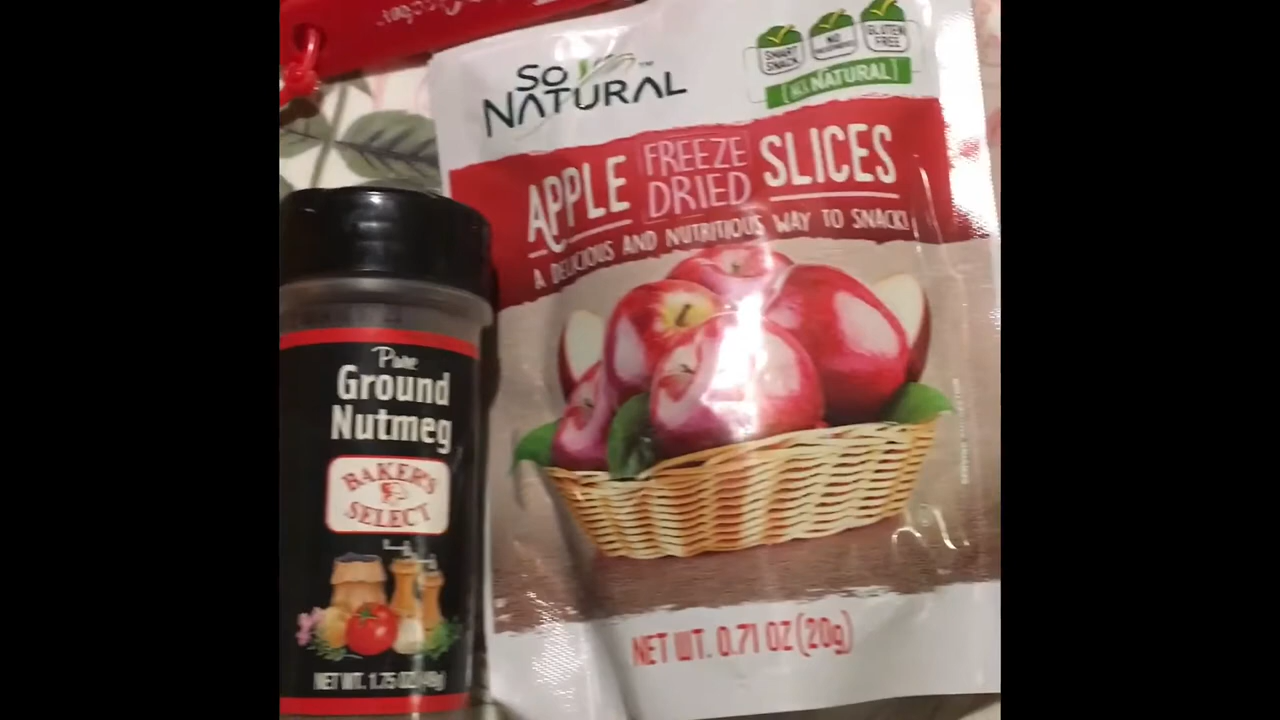 So
NATURAL™
SMART
SNACK
NO
GLUTEN
FREE
ALL NATURAL
APPLE FREEZE DRIED SLICES
A DELICIOUS AND NUTRITIOUS WAY TO SNACK!
NET WT. 0.71 OZ (20g)
Pure
Ground
Nutmeg
BAKER'S
SELECT
NET WT. 1.75 OZ (49g)